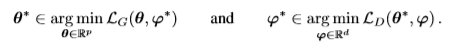 θ* ∈ arg min_{θ∈ℝ^p} 𝓛_G(θ, φ*) and φ* ∈ arg min_{φ∈ℝ^d} 𝓛_D(θ*, φ).